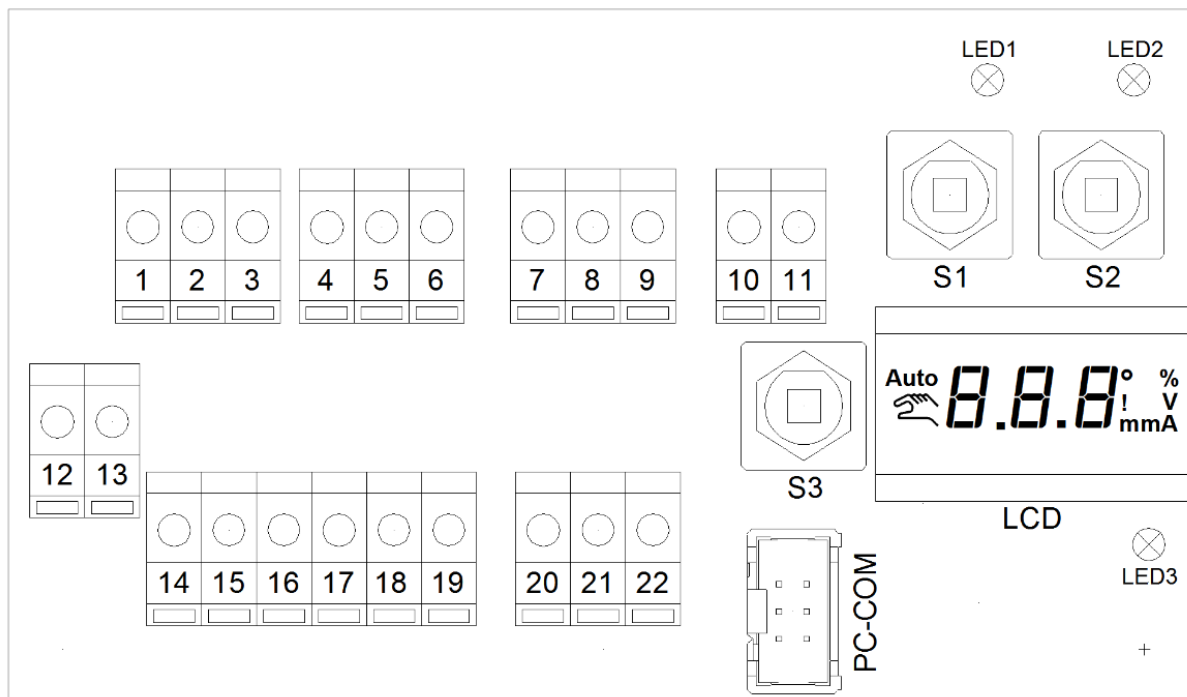 LED1 LED2
1 2 3 4 5 6 7 8 9 10 11
S1 S2
Auto 8.8.8 ° %
! V
mmA
12 13
S3
LCD
14 15 16 17 18 19 20 21 22
LED3
PC-COM